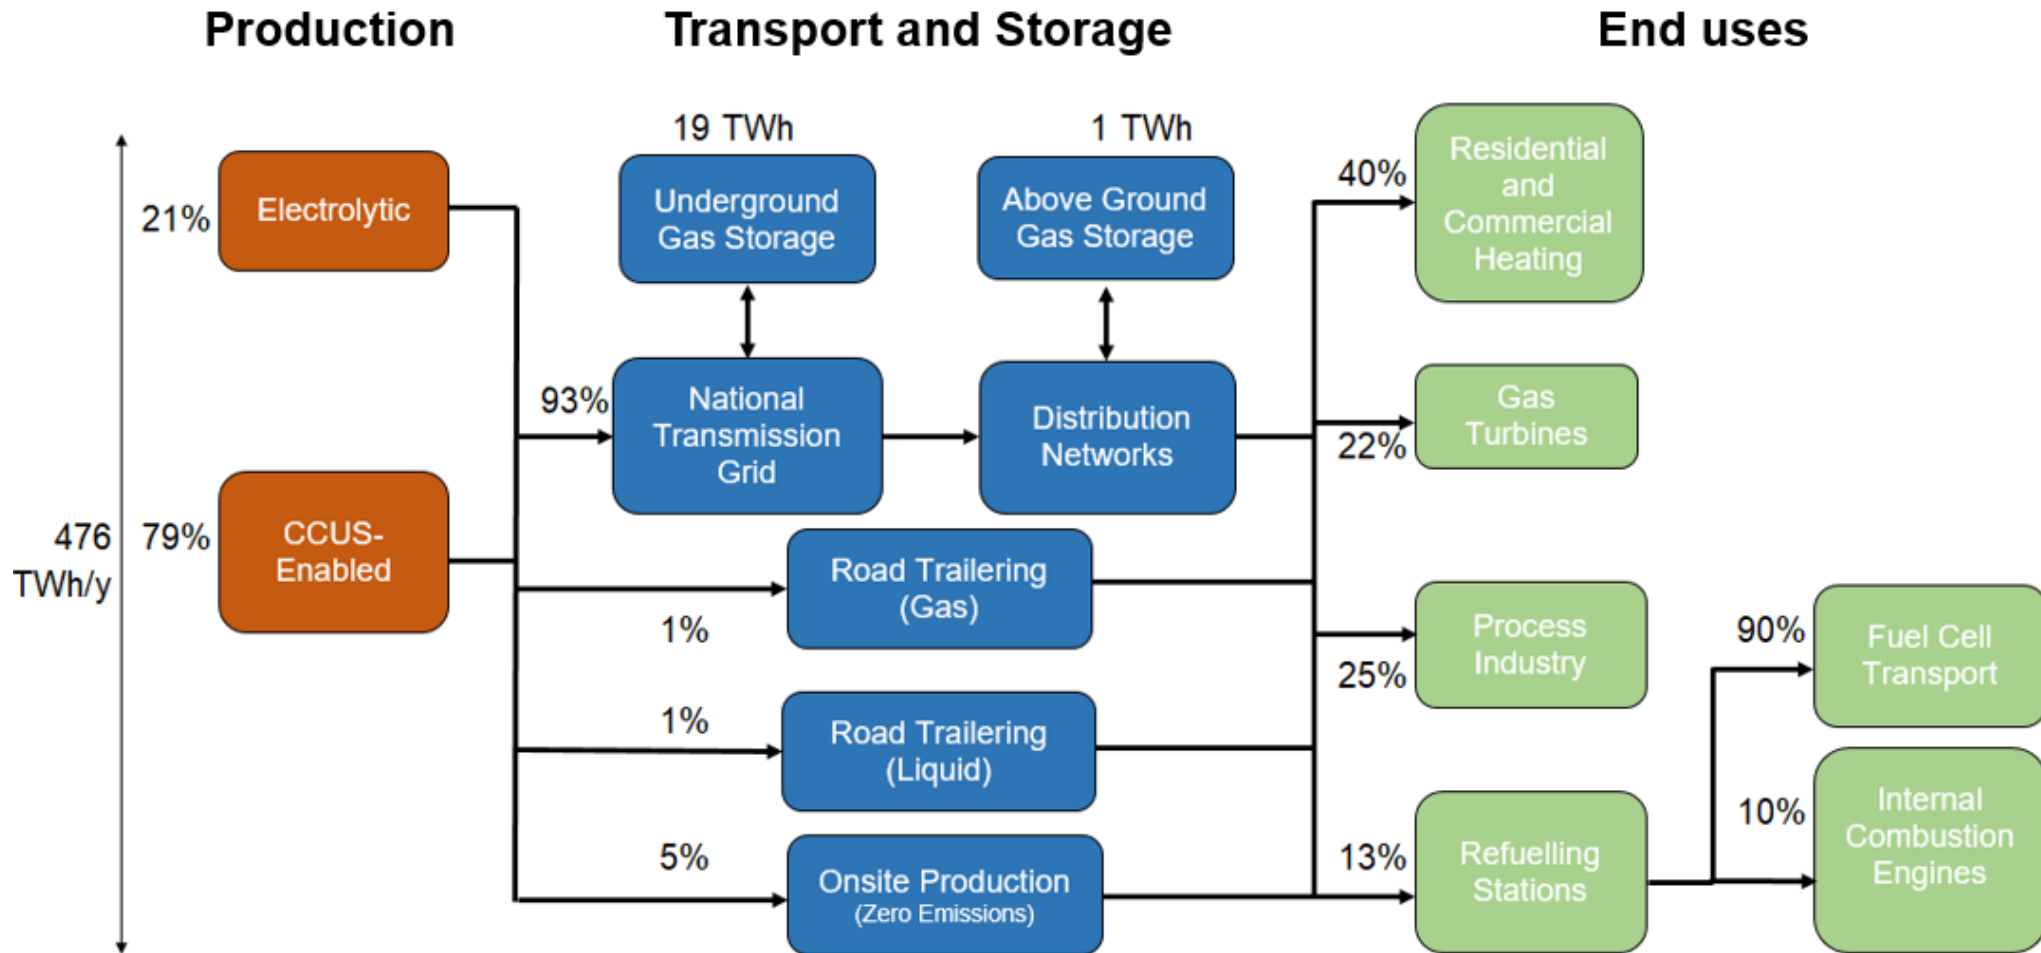 Production
Transport and Storage
End uses
476
TWh/y
21%
Electrolytic
79%
CCUS-
Enabled
19 TWh
Underground
Gas Storage
1 TWh
Above Ground
Gas Storage
93%
National
Transmission
Grid
Distribution
Networks
1%
Road Trailering
(Gas)
1%
Road Trailering
(Liquid)
5%
Onsite Production
(Zero Emissions)
40%
Residential
and
Commercial
Heating
22%
Gas
Turbines
25%
Process
Industry
13%
Refuelling
Stations
90%
Fuel Cell
Transport
10%
Internal
Combustion
Engines